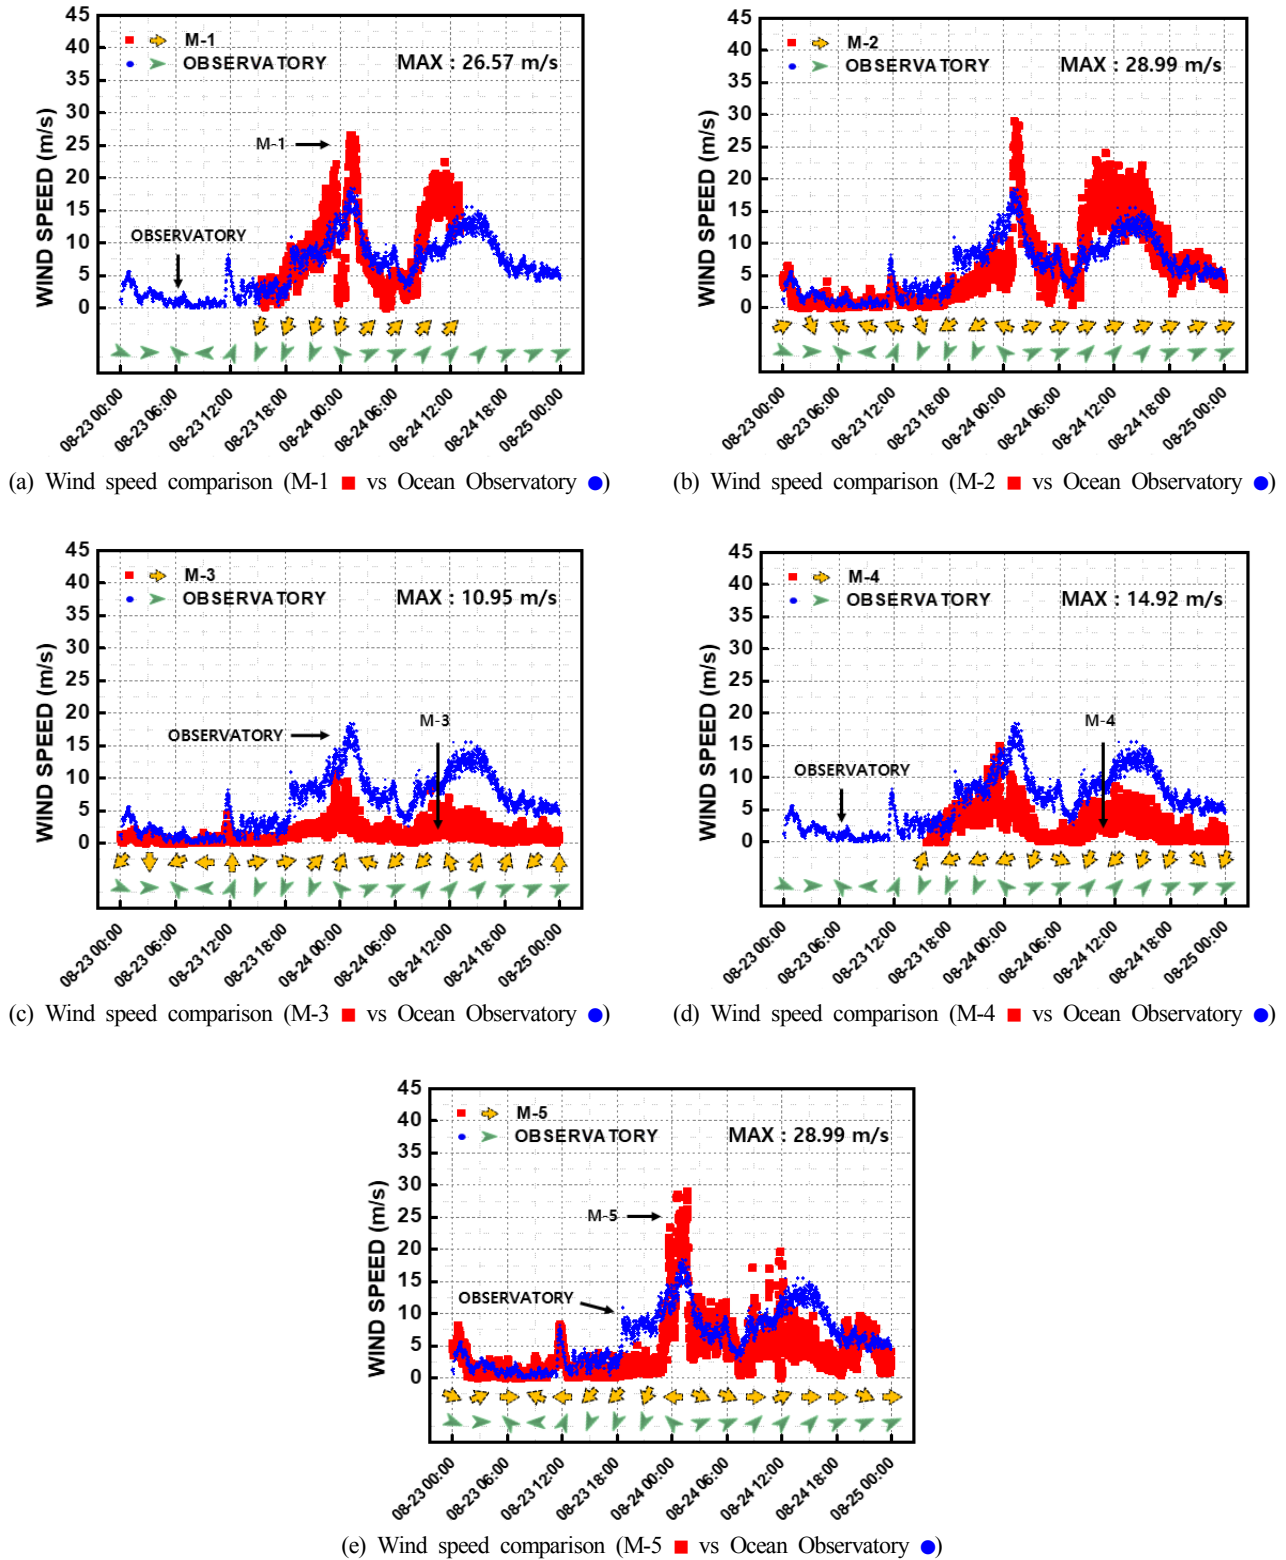 M-1
OBSERVATORY
MAX : 26.57 m/s
M-1
OBSERVATORY
WIND SPEED (m/s)
45
40
35
30
25
20
15
10
5
0
08-23 00:00
08-23 06:00
08-23 12:00
08-23 18:00
08-24 00:00
08-24 06:00
08-24 12:00
08-24 18:00
08-25 00:00
(a) Wind speed comparison (M-1 ■ vs Ocean Observatory ●)
M-2
OBSERVATORY
MAX : 28.99 m/s
WIND SPEED (m/s)
45
40
35
30
25
20
15
10
5
0
08-23 00:00
08-23 06:00
08-23 12:00
08-23 18:00
08-24 00:00
08-24 06:00
08-24 12:00
08-24 18:00
08-25 00:00
(b) Wind speed comparison (M-2 ■ vs Ocean Observatory ●)
M-3
OBSERVATORY
MAX : 10.95 m/s
M-3
OBSERVATORY
WIND SPEED (m/s)
45
40
35
30
25
20
15
10
5
0
08-23 00:00
08-23 06:00
08-23 12:00
08-23 18:00
08-24 00:00
08-24 06:00
08-24 12:00
08-24 18:00
08-25 00:00
(c) Wind speed comparison (M-3 ■ vs Ocean Observatory ●)
M-4
OBSERVATORY
MAX : 14.92 m/s
M-4
OBSERVATORY
WIND SPEED (m/s)
45
40
35
30
25
20
15
10
5
0
08-23 00:00
08-23 06:00
08-23 12:00
08-23 18:00
08-24 00:00
08-24 06:00
08-24 12:00
08-24 18:00
08-25 00:00
(d) Wind speed comparison (M-4 ■ vs Ocean Observatory ●)
M-5
OBSERVATORY
MAX : 28.99 m/s
M-5
OBSERVATORY
WIND SPEED (m/s)
45
40
35
30
25
20
15
10
5
0
08-23 00:00
08-23 06:00
08-23 12:00
08-23 18:00
08-24 00:00
08-24 06:00
08-24 12:00
08-24 18:00
08-25 00:00
(e) Wind speed comparison (M-5 ■ vs Ocean Observatory ●)